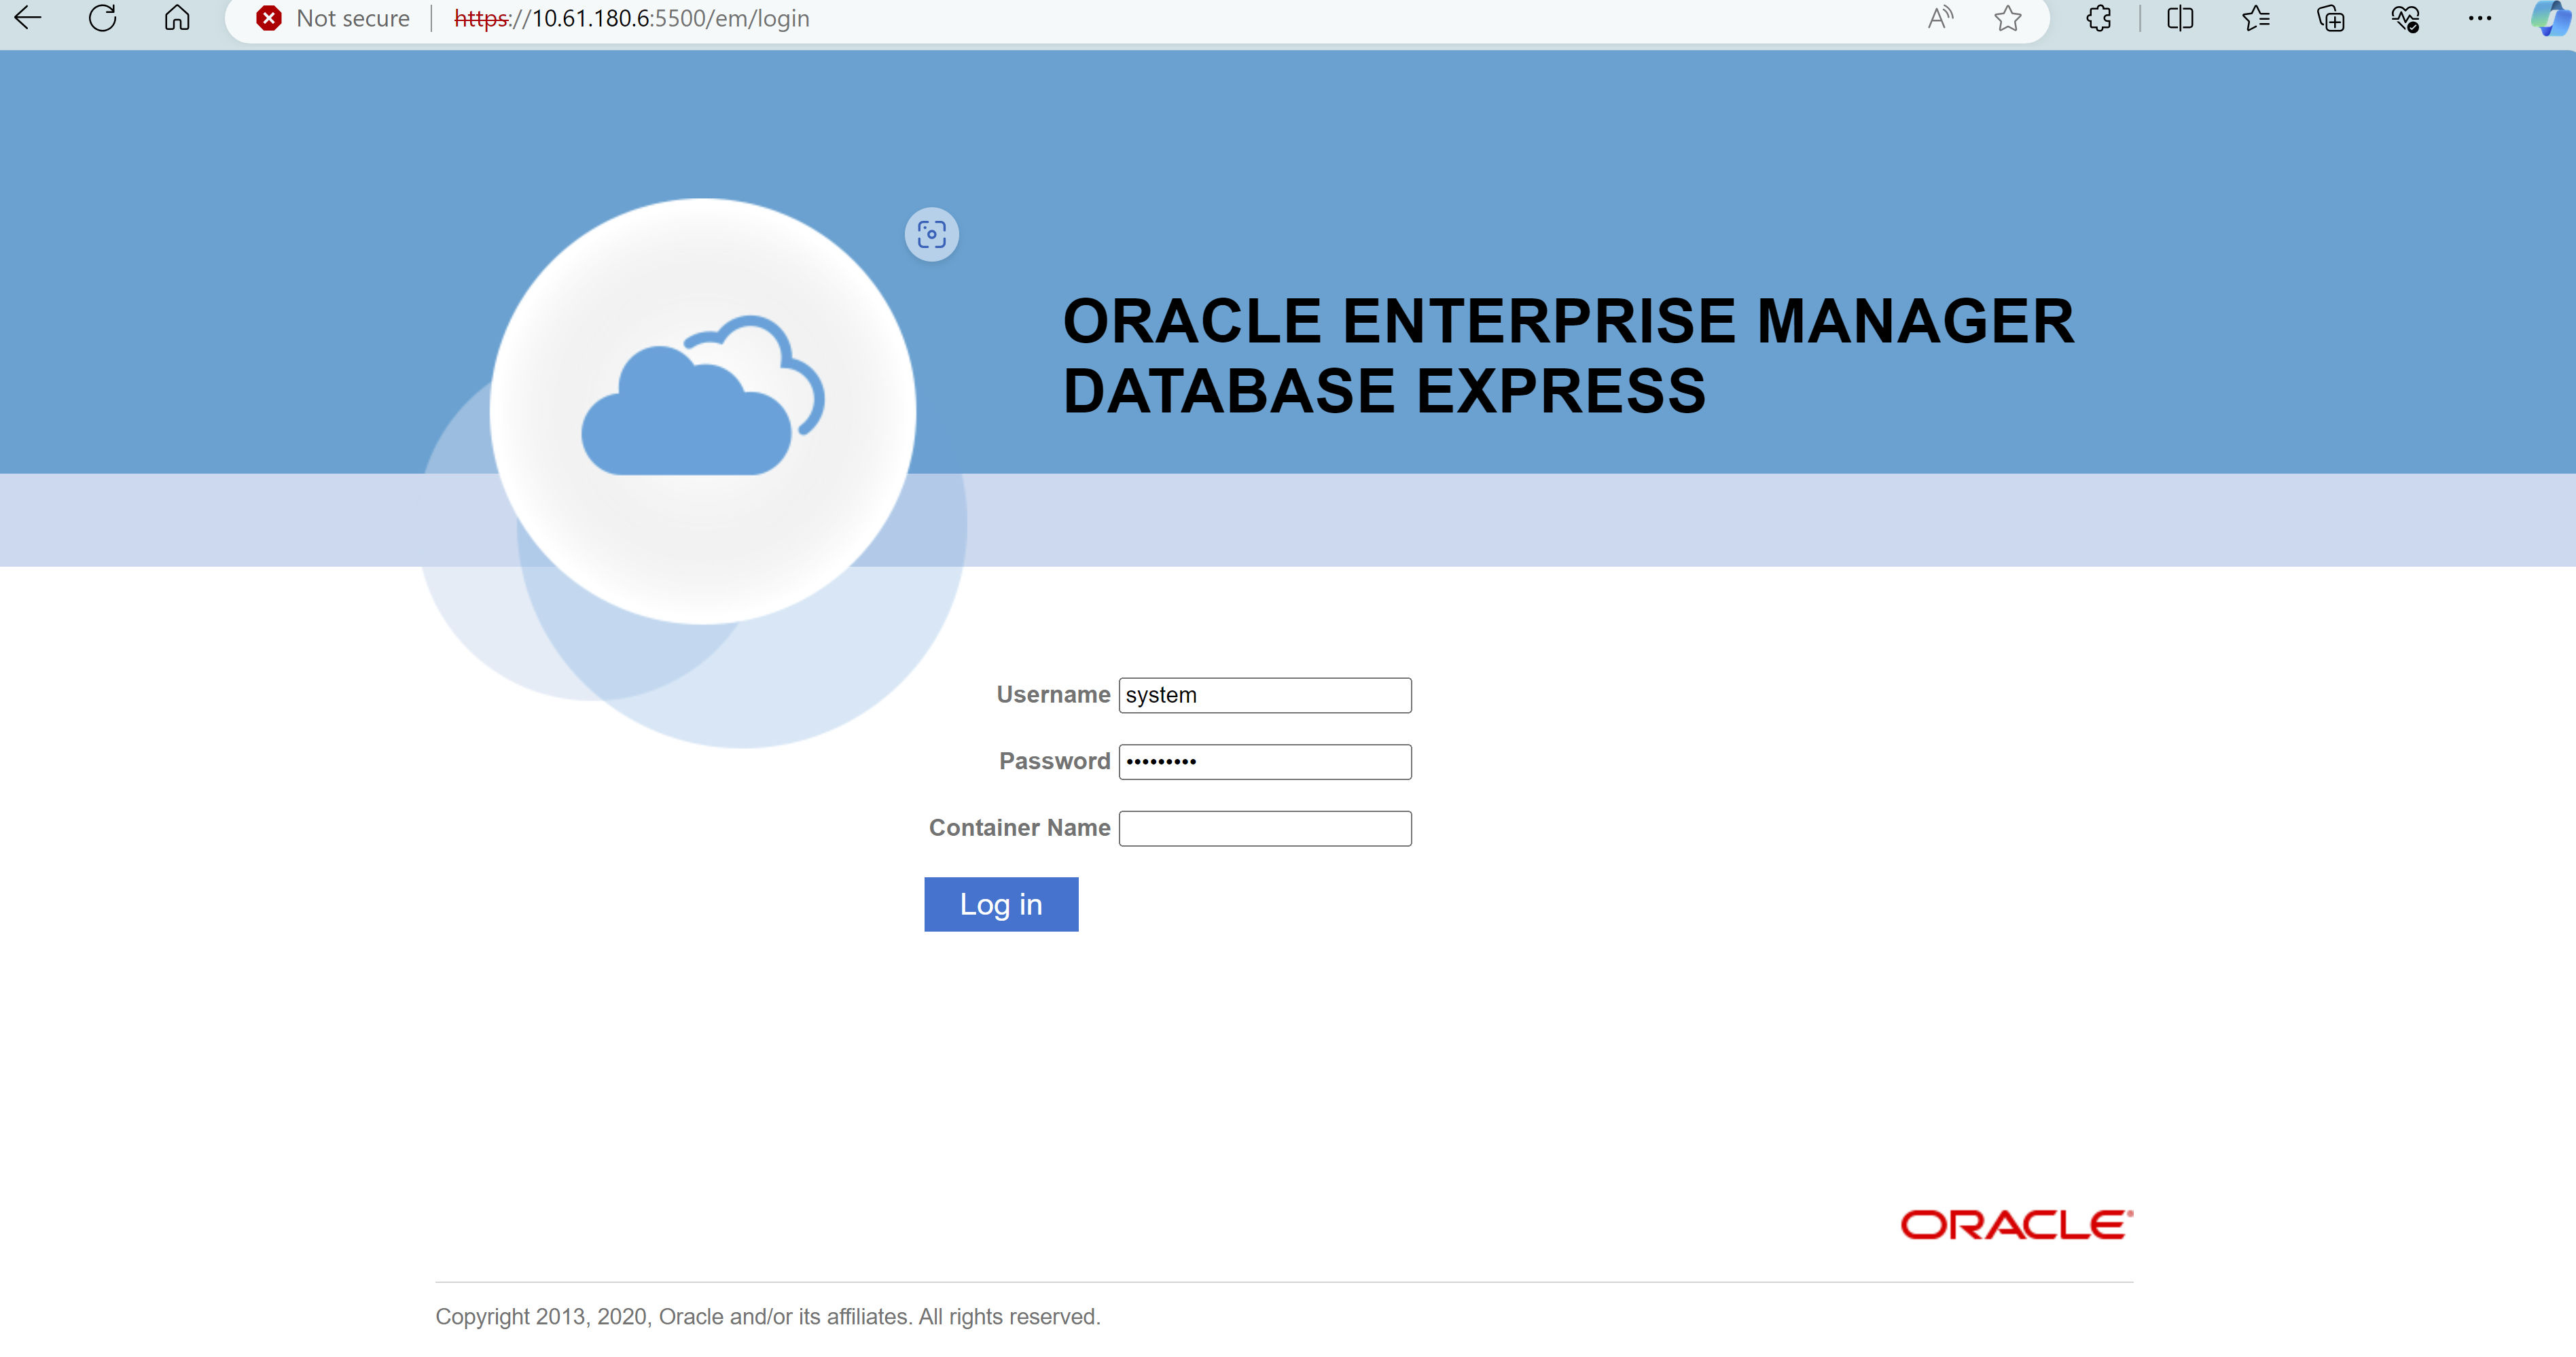 Not secure https://10.61.180.6:5500/em/login
ORACLE ENTERPRISE MANAGER
DATABASE EXPRESS
Username system
Password •••••••••
Container Name
Log in
ORACLE®
Copyright 2013, 2020, Oracle and/or its affiliates. All rights reserved.